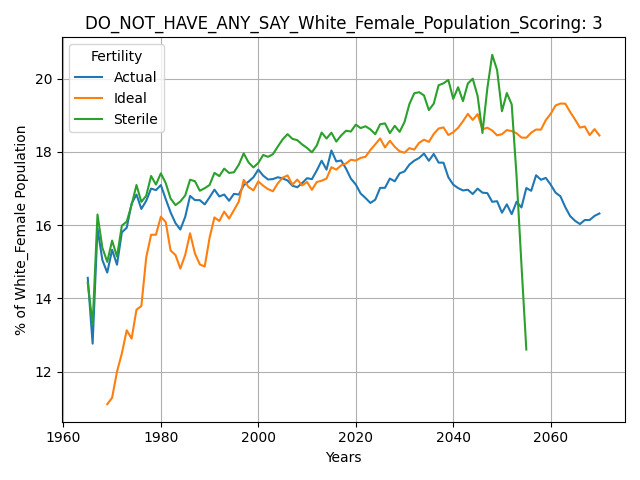 DO_NOT_HAVE_ANY_SAY_White_Female_Population_Scoring: 3
Fertility
Actual
Ideal
Sterile
% of White_Female Population
20
18
16
14
12
1960
1980
2000
2020
2040
2060
Years